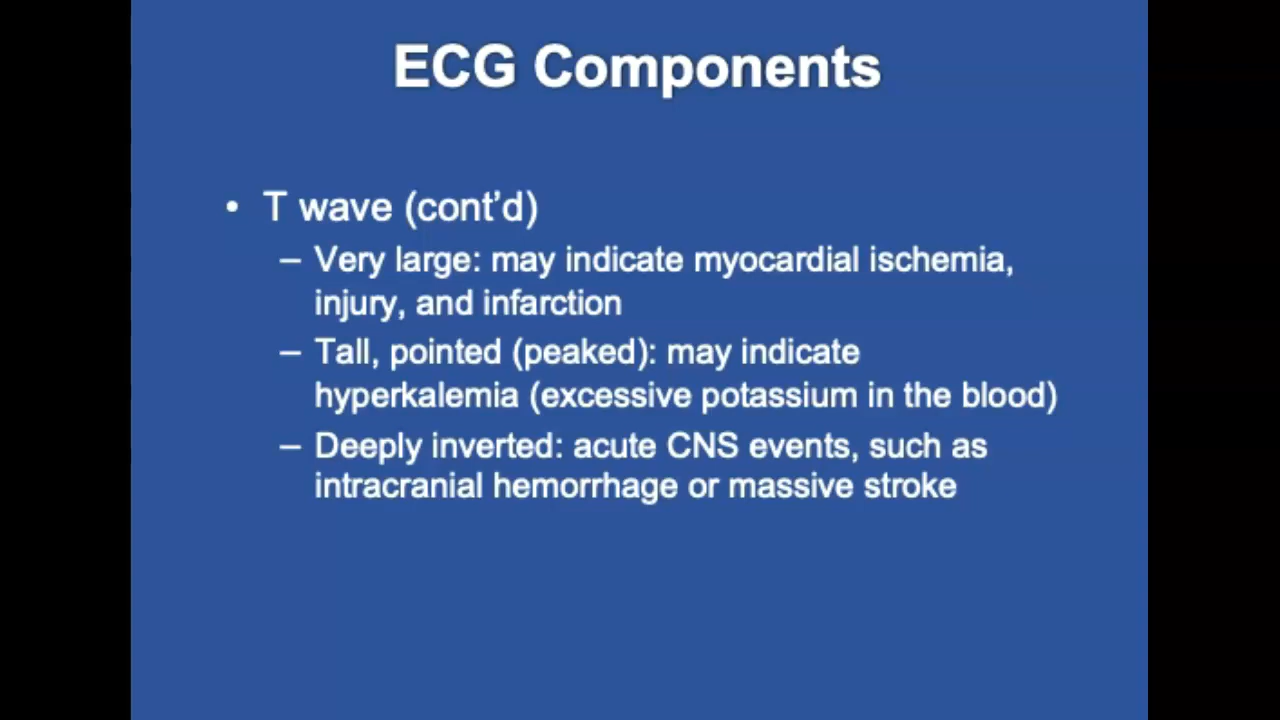 ECG Components
• T wave (cont’d)
– Very large: may indicate myocardial ischemia,
injury, and infarction
– Tall, pointed (peaked): may indicate
hyperkalemia (excessive potassium in the blood)
– Deeply inverted: acute CNS events, such as
intracranial hemorrhage or massive stroke